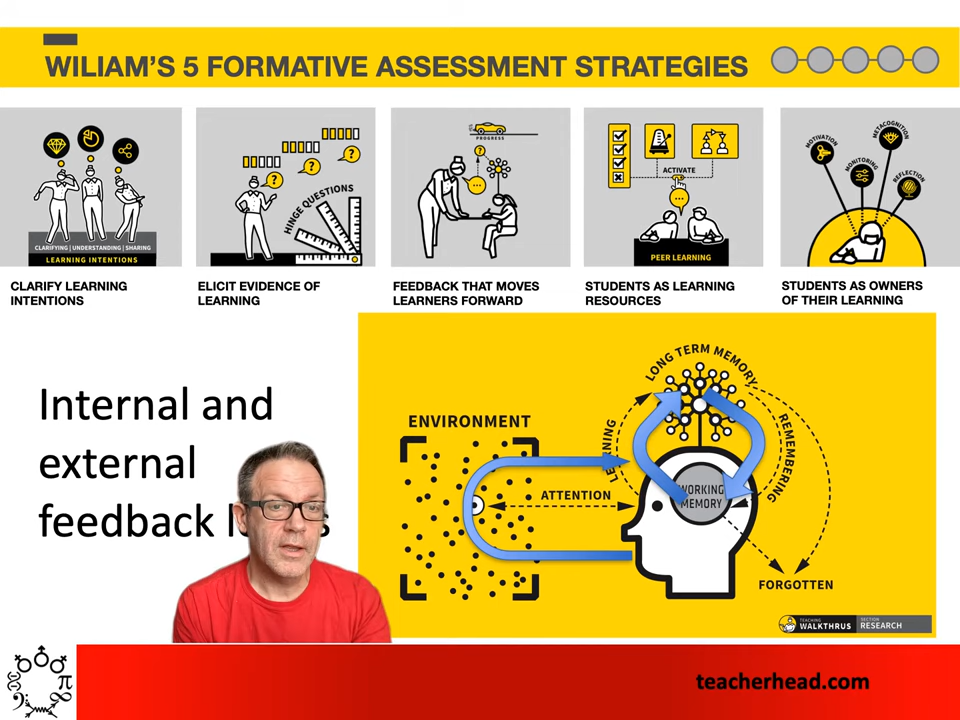 WILIAM'S 5 FORMATIVE ASSESSMENT STRATEGIES
CLARIFYING | UNDERSTANDING | SHARING
LEARNING INTENTIONS
HINGE QUESTIONS
?
?
?
PROGRESS
?
...
ACTIVATE
...
PEER LEARNING
MOTIVATION
METACOGNITION
MONITORING
REFLECTION
CLARIFY LEARNING
INTENTIONS
ELICIT EVIDENCE OF
LEARNING
FEEDBACK THAT MOVES
LEARNERS FORWARD
STUDENTS AS LEARNING
RESOURCES
STUDENTS AS OWNERS
OF THEIR LEARNING
Internal and
external
feedback
ENVIRONMENT
ATTENTION
LONG TERM MEMORY
LEARNING
REMEMBERING
WORKING
MEMORY
FORGOTTEN
TEACHING
WALKTHRUS
SECTION
RESEARCH
π
teacherhead.com